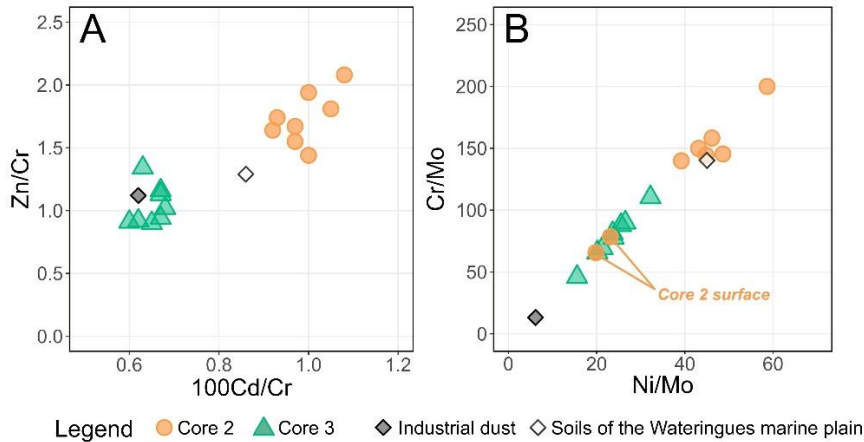 A
2.5
2.0
1.5
1.0
0.5
0.0
Zn/Cr
0.6 0.8 1.0 1.2
100Cd/Cr
B
250
200
150
100
50
0
Cr/Mo
Core 2 surface
0 20 40 60
Ni/Mo
Legend Core 2 Core 3 Industrial dust Soils of the Wateringues marine plain